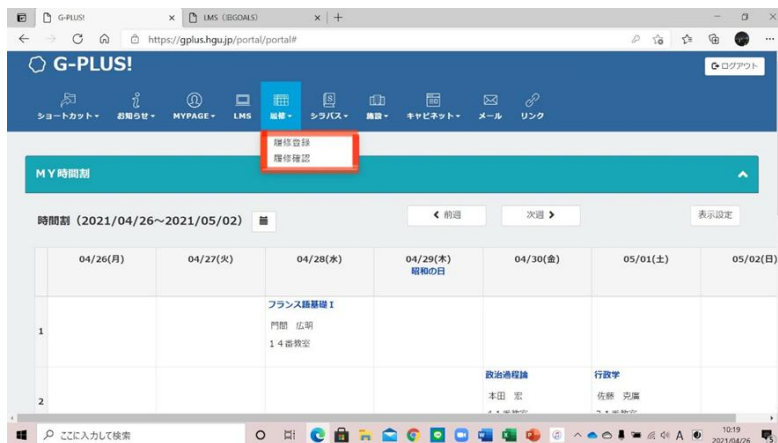 G-PLUS!
LMS (旧GOALS)
https://gplus.hgu.jp/portal/portal#
G-PLUS!
ログアウト
ショートカット お知らせ MYPAGE LMS 履修 シラバス 施設 キャビネット メール リンク
履修登録
履修確認
MY時間割
時間割（2021/04/26～2021/05/02） 前週 次週 表示設定
04/26(月) 04/27(火) 04/28(水) 04/29(木) 04/30(金) 05/01(土) 05/02(日)
昭和の日
フランス語基礎Ⅰ
1 門間 広明
14番教室
政治過程論 行政学
2 本田 宏 佐藤 克廣
ここに入力して検索
A 10:19
2021/04/26